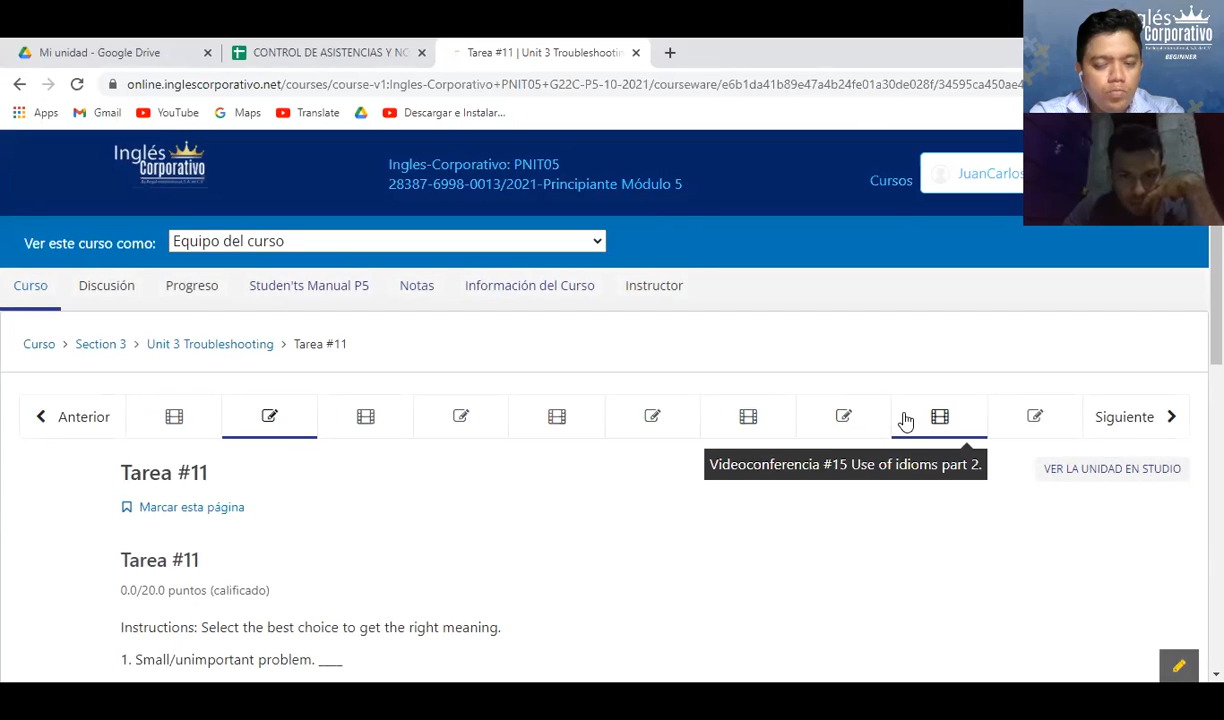 Mi unidad - Google Drive
CONTROL DE ASISTENCIAS Y NO
Tarea #11 | Unit 3 Troubleshootin
online.inglescorporativo.net/courses/course-v1:Ingles-Corporativo+PNIT05+G22C-P5-10-2021/courseware/e6b1da41b89e47a4b24fe01a30de028f/34595ca450ae4
Apps
Gmail
YouTube
Maps
Translate
Descargar e Instalar...
Inglés
Corporativo
BEGINNER
Inglés
Corporativo
Ingles-Corporativo: PNIT05
28387-6998-0013/2021-Principiante Módulo 5
Cursos
JuanCarlos
Ver este curso como:
Equipo del curso
Curso
Discusión
Progreso
Studen'ts Manual P5
Notas
Información del Curso
Instructor
Curso > Section 3 > Unit 3 Troubleshooting > Tarea #11
Anterior
Siguiente
Videoconferencia #15 Use of idioms part 2.
Tarea #11
VER LA UNIDAD EN STUDIO
Marcar esta página
Tarea #11
0.0/20.0 puntos (calificado)
Instructions: Select the best choice to get the right meaning.
1. Small/unimportant problem. ____